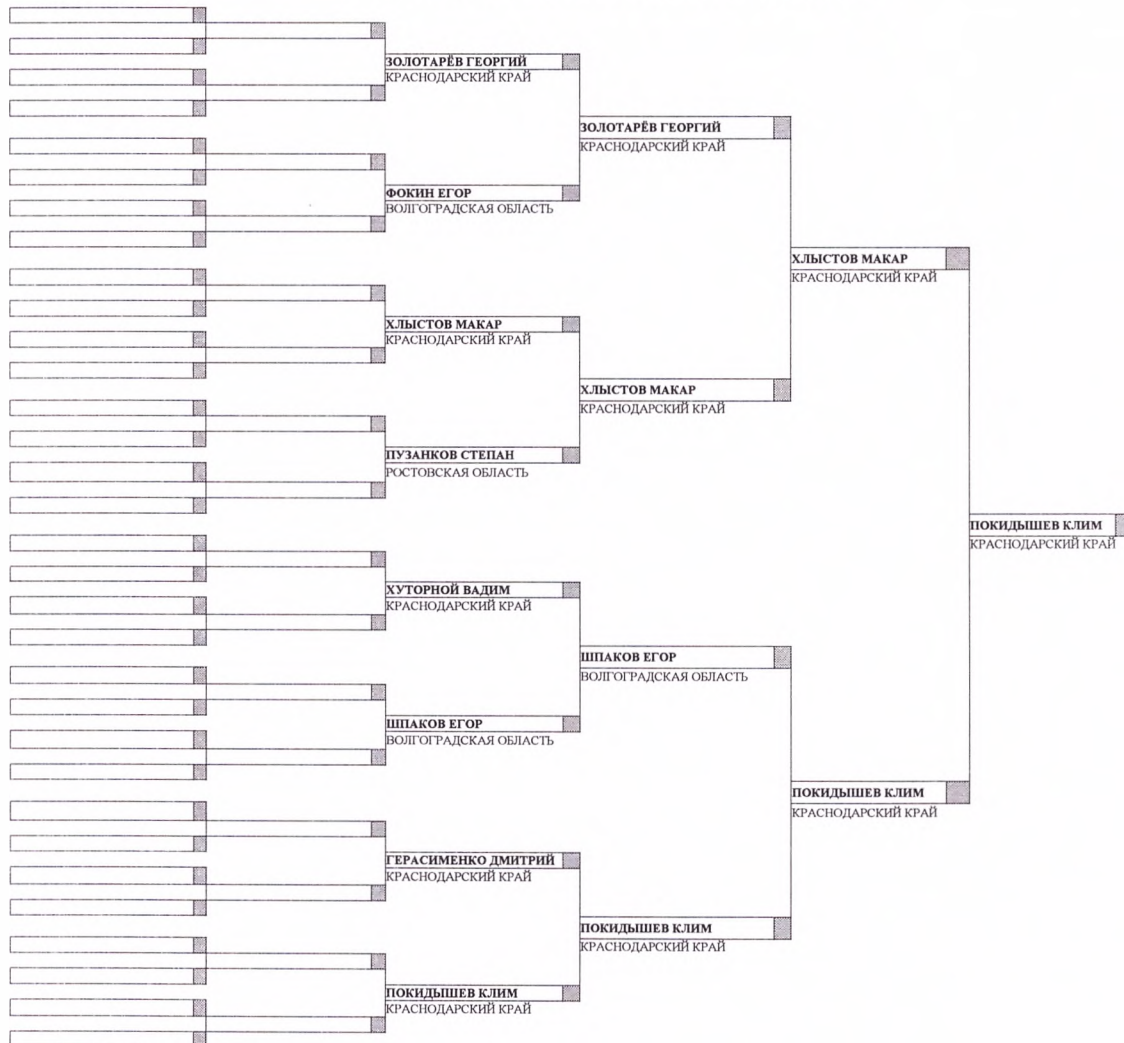 ЗОЛОТАРЁВ ГЕОРГИЙ
КРАСНОДАРСКИЙ КРАЙ
ФОКИН ЕГОР
ВОЛГОГРАДСКАЯ ОБЛАСТЬ
ХЛЫСТОВ МАКАР
КРАСНОДАРСКИЙ КРАЙ
ПУЗАНКОВ СТЕПАН
РОСТОВСКАЯ ОБЛАСТЬ
ХУТОРНОЙ ВАДИМ
КРАСНОДАРСКИЙ КРАЙ
ШПАКОВ ЕГОР
ВОЛГОГРАДСКАЯ ОБЛАСТЬ
ГЕРАСИМЕНКО ДМИТРИЙ
КРАСНОДАРСКИЙ КРАЙ
ПОКИДЫШЕВ КЛИМ
КРАСНОДАРСКИЙ КРАЙ
ЗОЛОТАРЁВ ГЕОРГИЙ
КРАСНОДАРСКИЙ КРАЙ
ХЛЫСТОВ МАКАР
КРАСНОДАРСКИЙ КРАЙ
ШПАКОВ ЕГОР
ВОЛГОГРАДСКАЯ ОБЛАСТЬ
ПОКИДЫШЕВ КЛИМ
КРАСНОДАРСКИЙ КРАЙ
ХЛЫСТОВ МАКАР
КРАСНОДАРСКИЙ КРАЙ
ПОКИДЫШЕВ КЛИМ
КРАСНОДАРСКИЙ КРАЙ
ПОКИДЫШЕВ КЛИМ
КРАСНОДАРСКИЙ КРАЙ